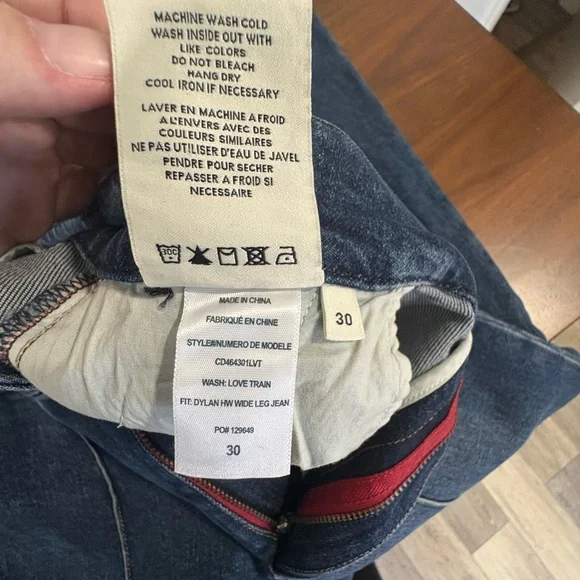 MACHINE WASH COLD
WASH INSIDE OUT WITH
LIKE COLORS
DO NOT BLEACH
HANG DRY
COOL IRON IF NECESSARY
LAVER EN MACHINE A FROID
A L'ENVERS AVEC DES
COULEURS SIMILAIRES
NE PAS UTILISER D'EAU DE JAVEL
PENDRE POUR SECHER
REPASSER A FROID SI
NECESSAIRE
30C
MADE IN CHINA
FABRIQUÉ EN CHINE
STYLE#/NUMERO DE MODELE
CD464301LVT
WASH: LOVE TRAIN
FIT: DYLAN HW WIDE LEG JEAN
PO# 129649
30
30